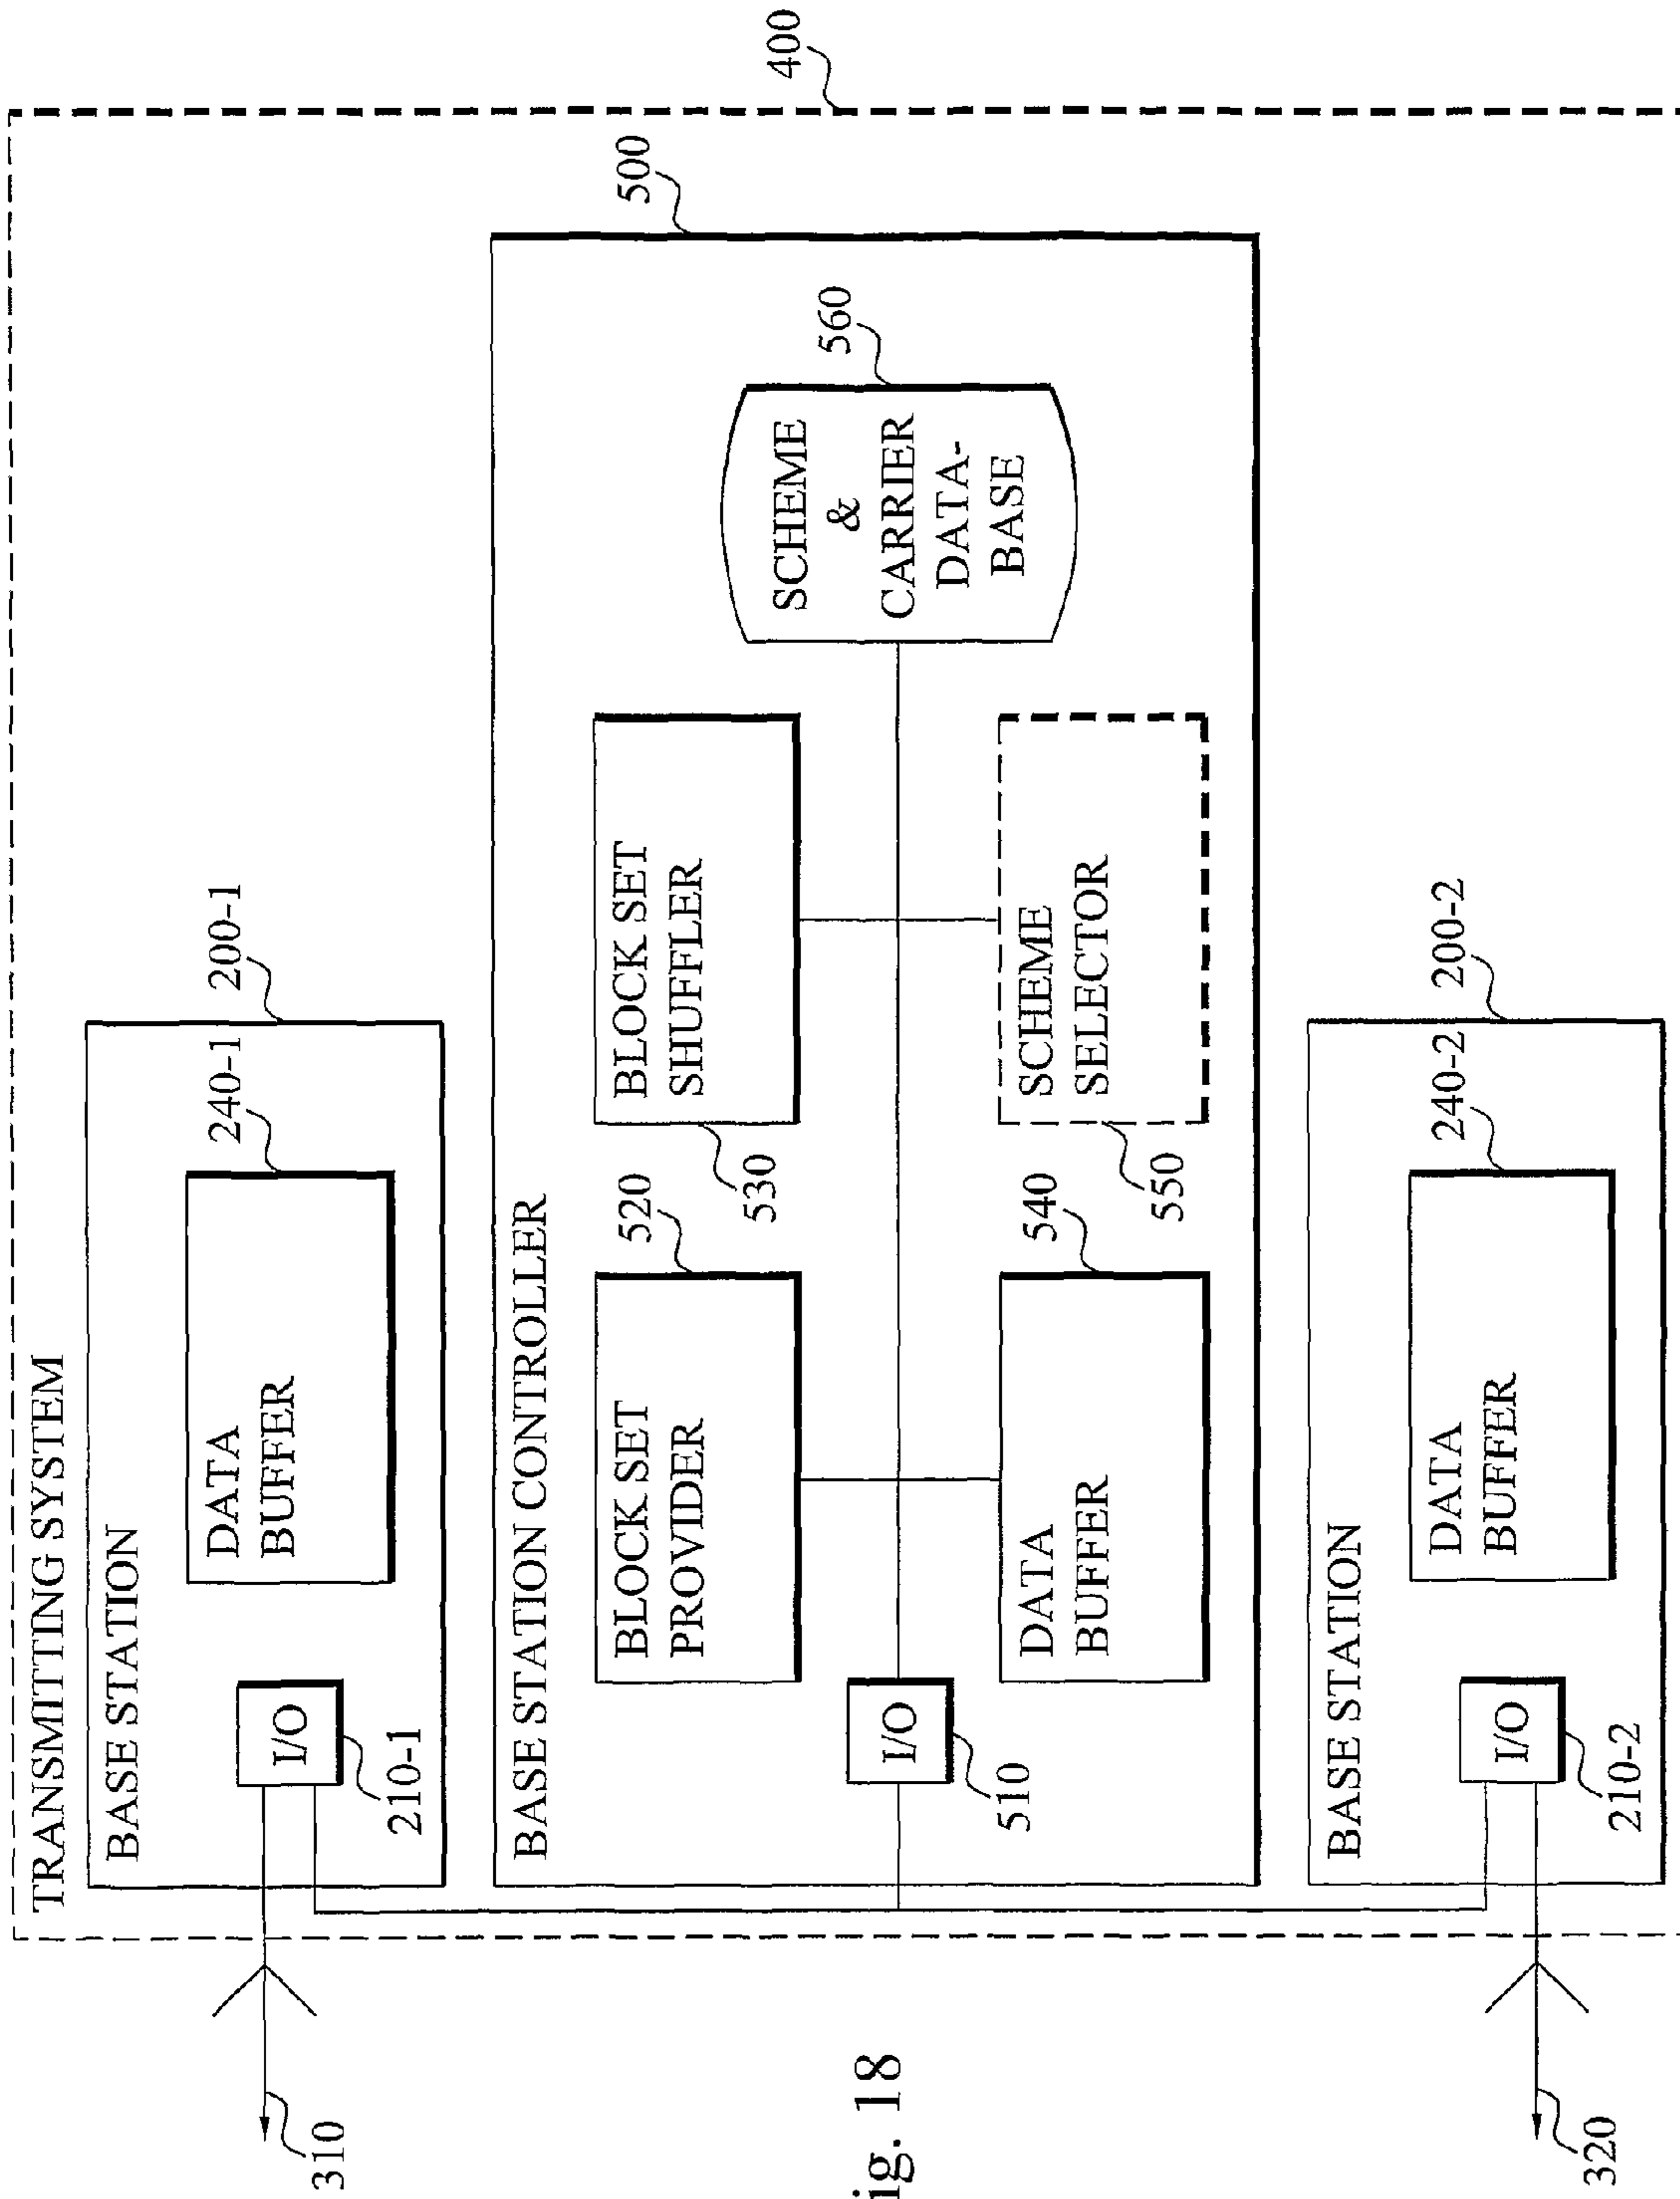 TRANSMITTING SYSTEM
400
BASE STATION
200-1
I/O
210-1
DATA
BUFFER
240-1
310
BASE STATION CONTROLLER
500
BLOCK SET
PROVIDER
520
BLOCK SET
SHUFFLER
530
I/O
510
SCHEME
&
CARRIER
DATA-
BASE
560
DATA
BUFFER
540
SCHEME
SELECTOR
550
BASE STATION
200-2
I/O
210-2
DATA
BUFFER
240-2
320
ig. 18